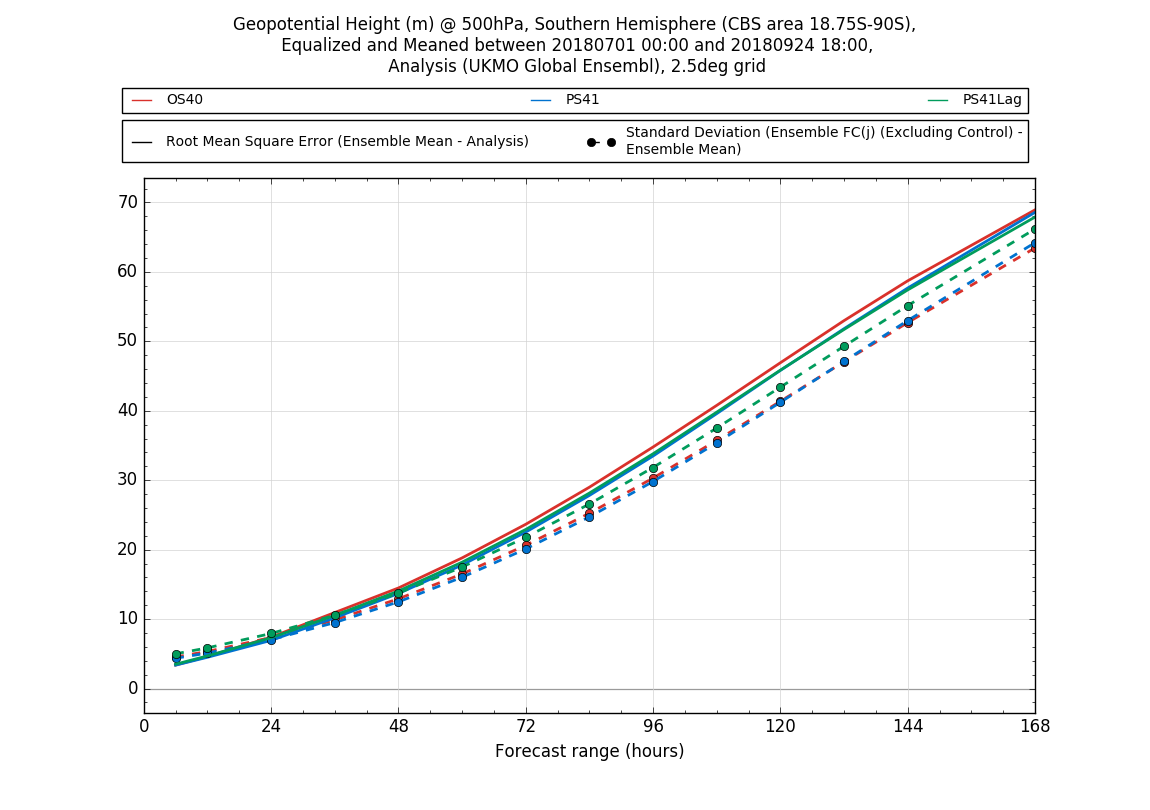 Geopotential Height (m) @ 500hPa, Southern Hemisphere (CBS area 18.75S-90S),
Equalized and Meaned between 20180701 00:00 and 20180924 18:00,
Analysis (UKMO Global Ensembl), 2.5deg grid
OS40 PS41 PS41Lag
Root Mean Square Error (Ensemble Mean - Analysis)
Standard Deviation (Ensemble FC(j) (Excluding Control) -
Ensemble Mean)
70
60
50
40
30
20
10
0
0 24 48 72 96 120 144 168
Forecast range (hours)